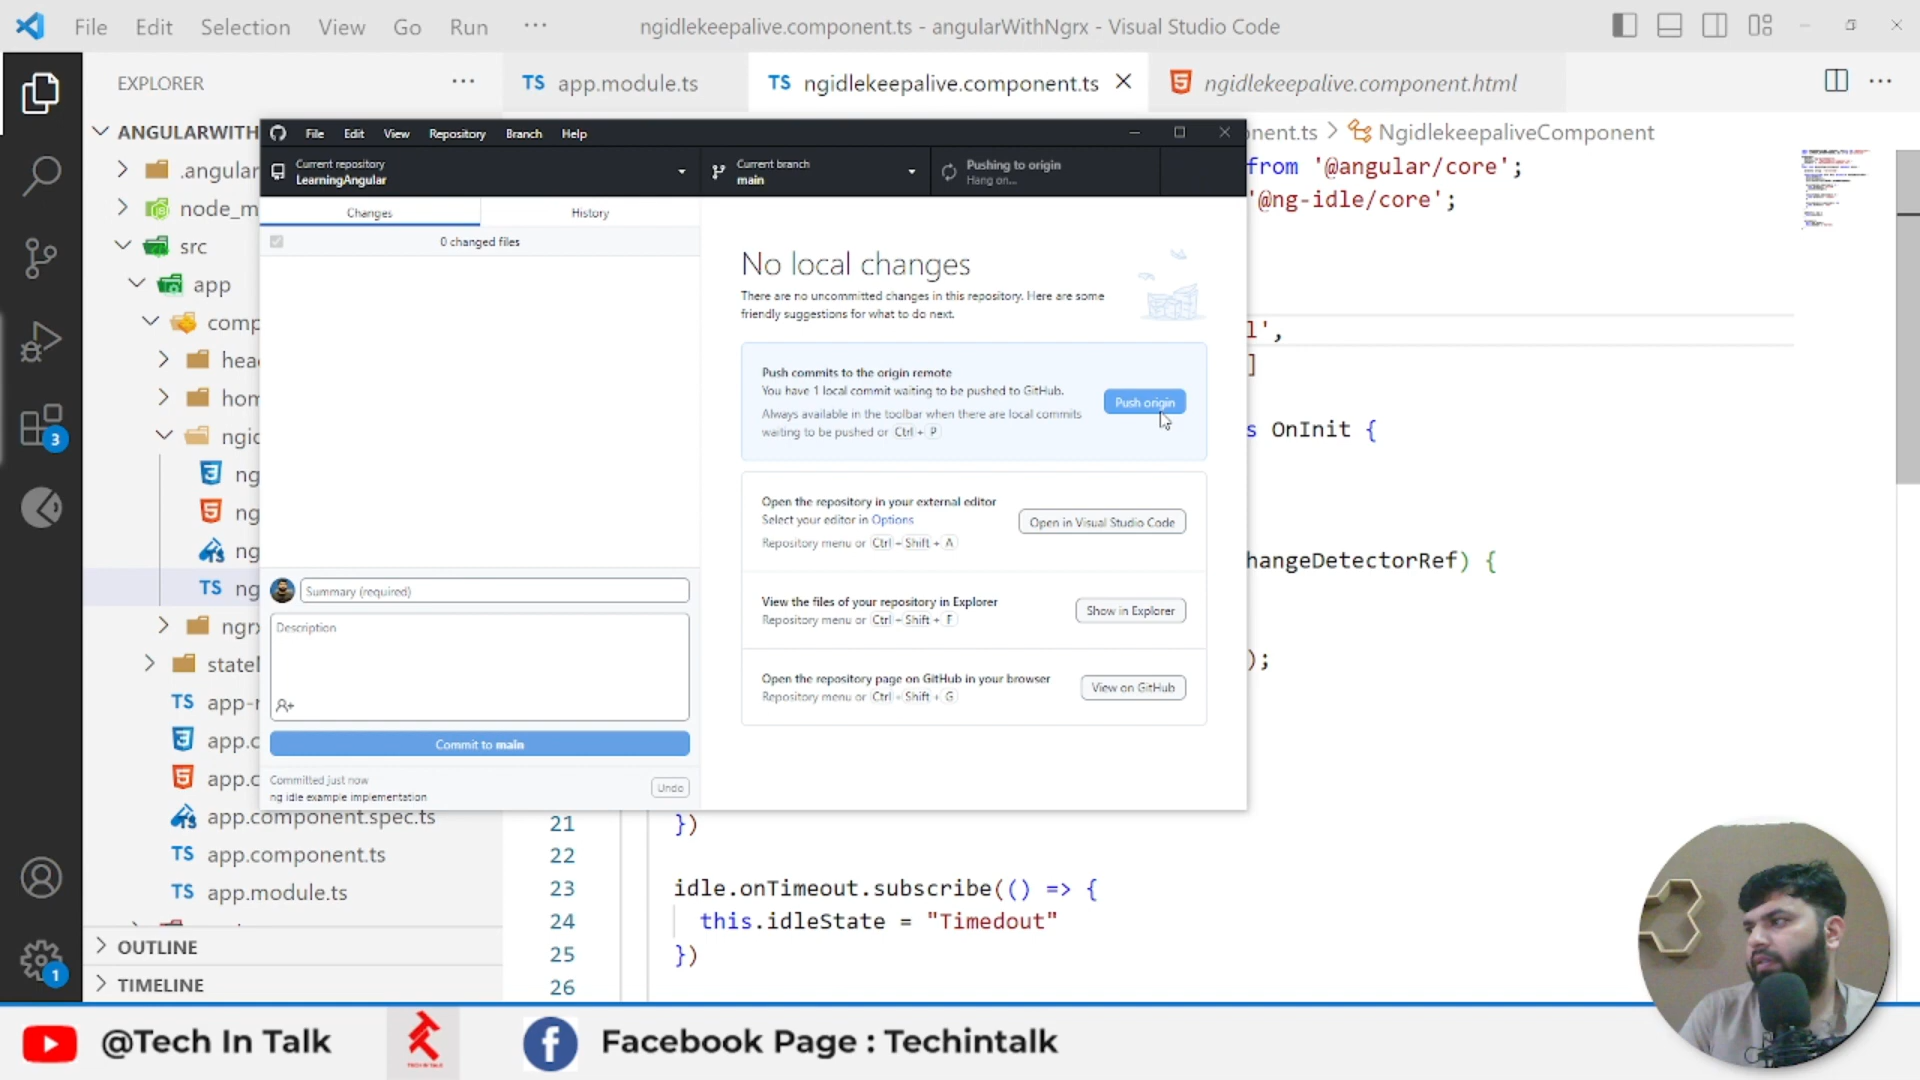 File Edit Selection View Go Run ...
ngidlekeepalive.component.ts - angularWithNgrx - Visual Studio Code
EXPLORER
TS app.module.ts
TS ngidlekeepalive.component.ts
ngidlekeepalive.component.html
ANGULARWITH
nent.ts > NgidlekeepaliveComponent
.angular
node_m
src
app
comp
head
hom
ngic
ng
ng
ng
TS ng
ngrx
TS app-r
app.c
app.c
app.component.spec.ts
TS app.component.ts
TS app.module.ts
OUTLINE
TIMELINE
3
1
File Edit View Repository Branch Help
Current repository
LearningAngular
Current branch
main
Pushing to origin
Hang on...
Changes
History
0 changed files
No local changes
There are no uncommitted changes in this repository. Here are some
friendly suggestions for what to do next.
Push commits to the origin remote
You have 1 local commit waiting to be pushed to GitHub.
Always available in the toolbar when there are local commits
waiting to be pushed or Ctrl + P
Push origin
Open the repository in your external editor
Select your editor in Options
Repository menu or Ctrl + Shift + A
Open in Visual Studio Code
View the files of your repository in Explorer
Repository menu or Ctrl + Shift + F
Show in Explorer
Open the repository page on GitHub in your browser
Repository menu or Ctrl + Shift + G
View on GitHub
Summary (required)
Description
Commit to main
Committed just now
ng idle example implementation
Undo
from '@angular/core';
'@ng-idle/core';
l',
]
s OnInit {
hangeDetectorRef) {
);
21 })
22
23 idle.onTimeout.subscribe(() => {
24 this.idleState = "Timedout"
25 })
26
@Tech In Talk
TECH IN TALK
Facebook Page : Techintalk